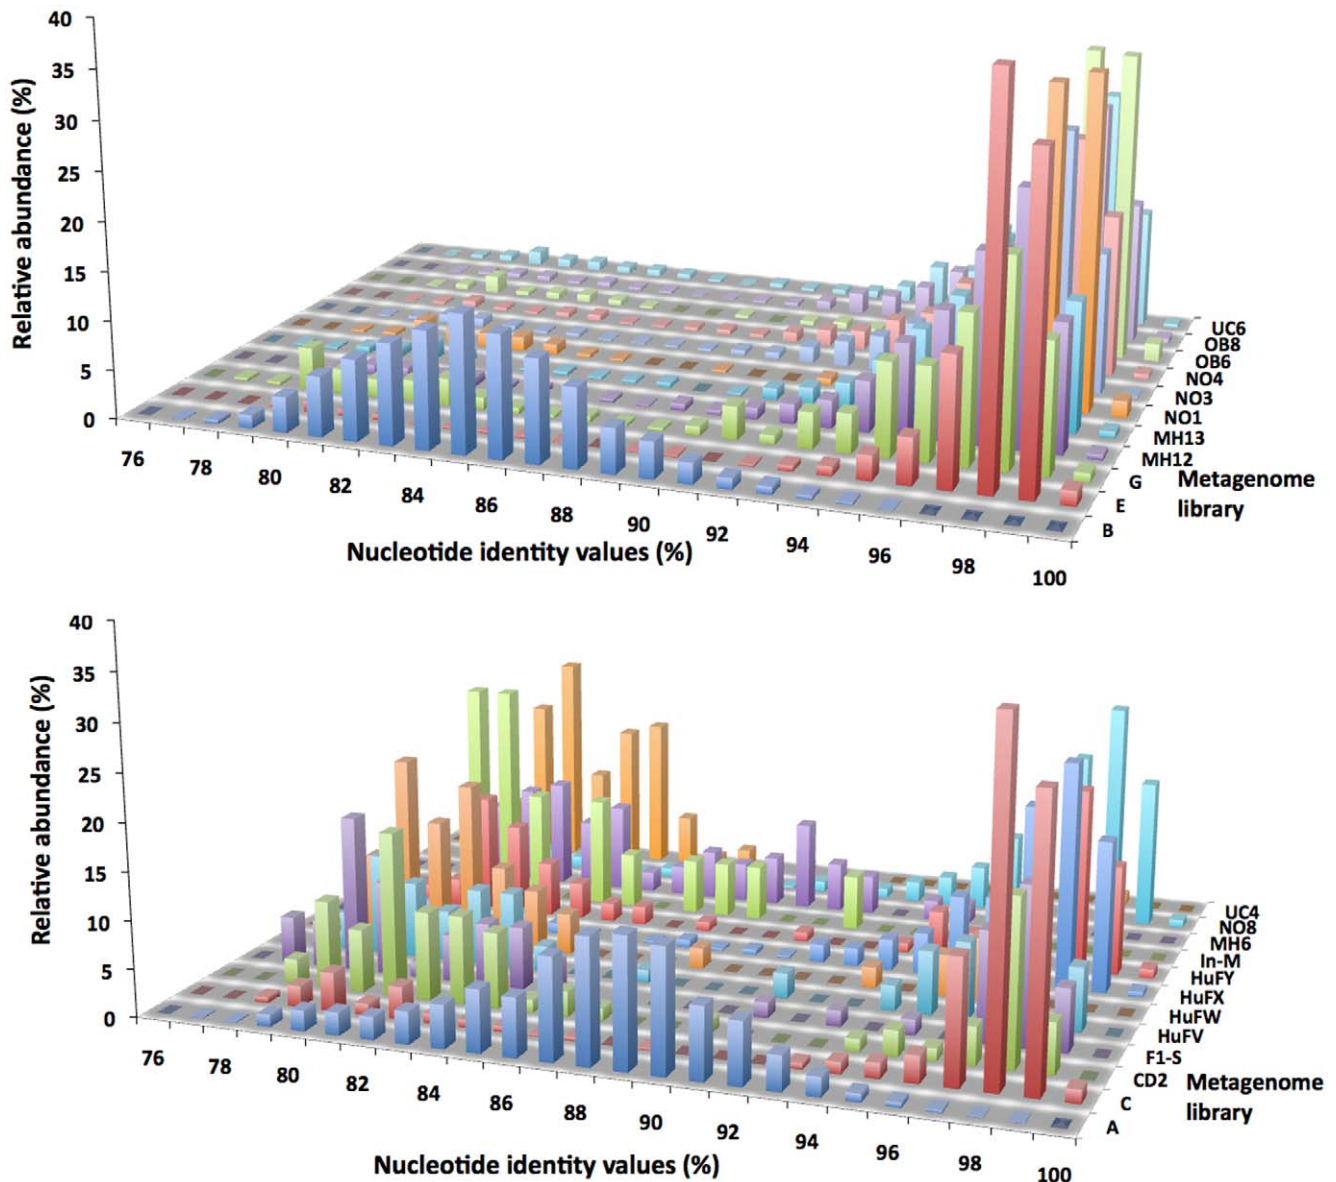 40
35
30
25
20
15
10
5
0
Relative abundance (%)
76
78
80
82
84
86
88
90
92
94
96
98
100
Nucleotide identity values (%)
UC6
OB8
OB6
NO4
NO3
NO1
MH13
MH12
G
E
B
Metagenome
library
40
35
30
25
20
15
10
5
0
Relative abundance (%)
76
78
80
82
84
86
88
90
92
94
96
98
100
Nucleotide identity values (%)
UC4
NO8
MH6
In-M
HuFY
HuFX
HuFW
HuFV
F1-S
CD2
C
A
Metagenome
library